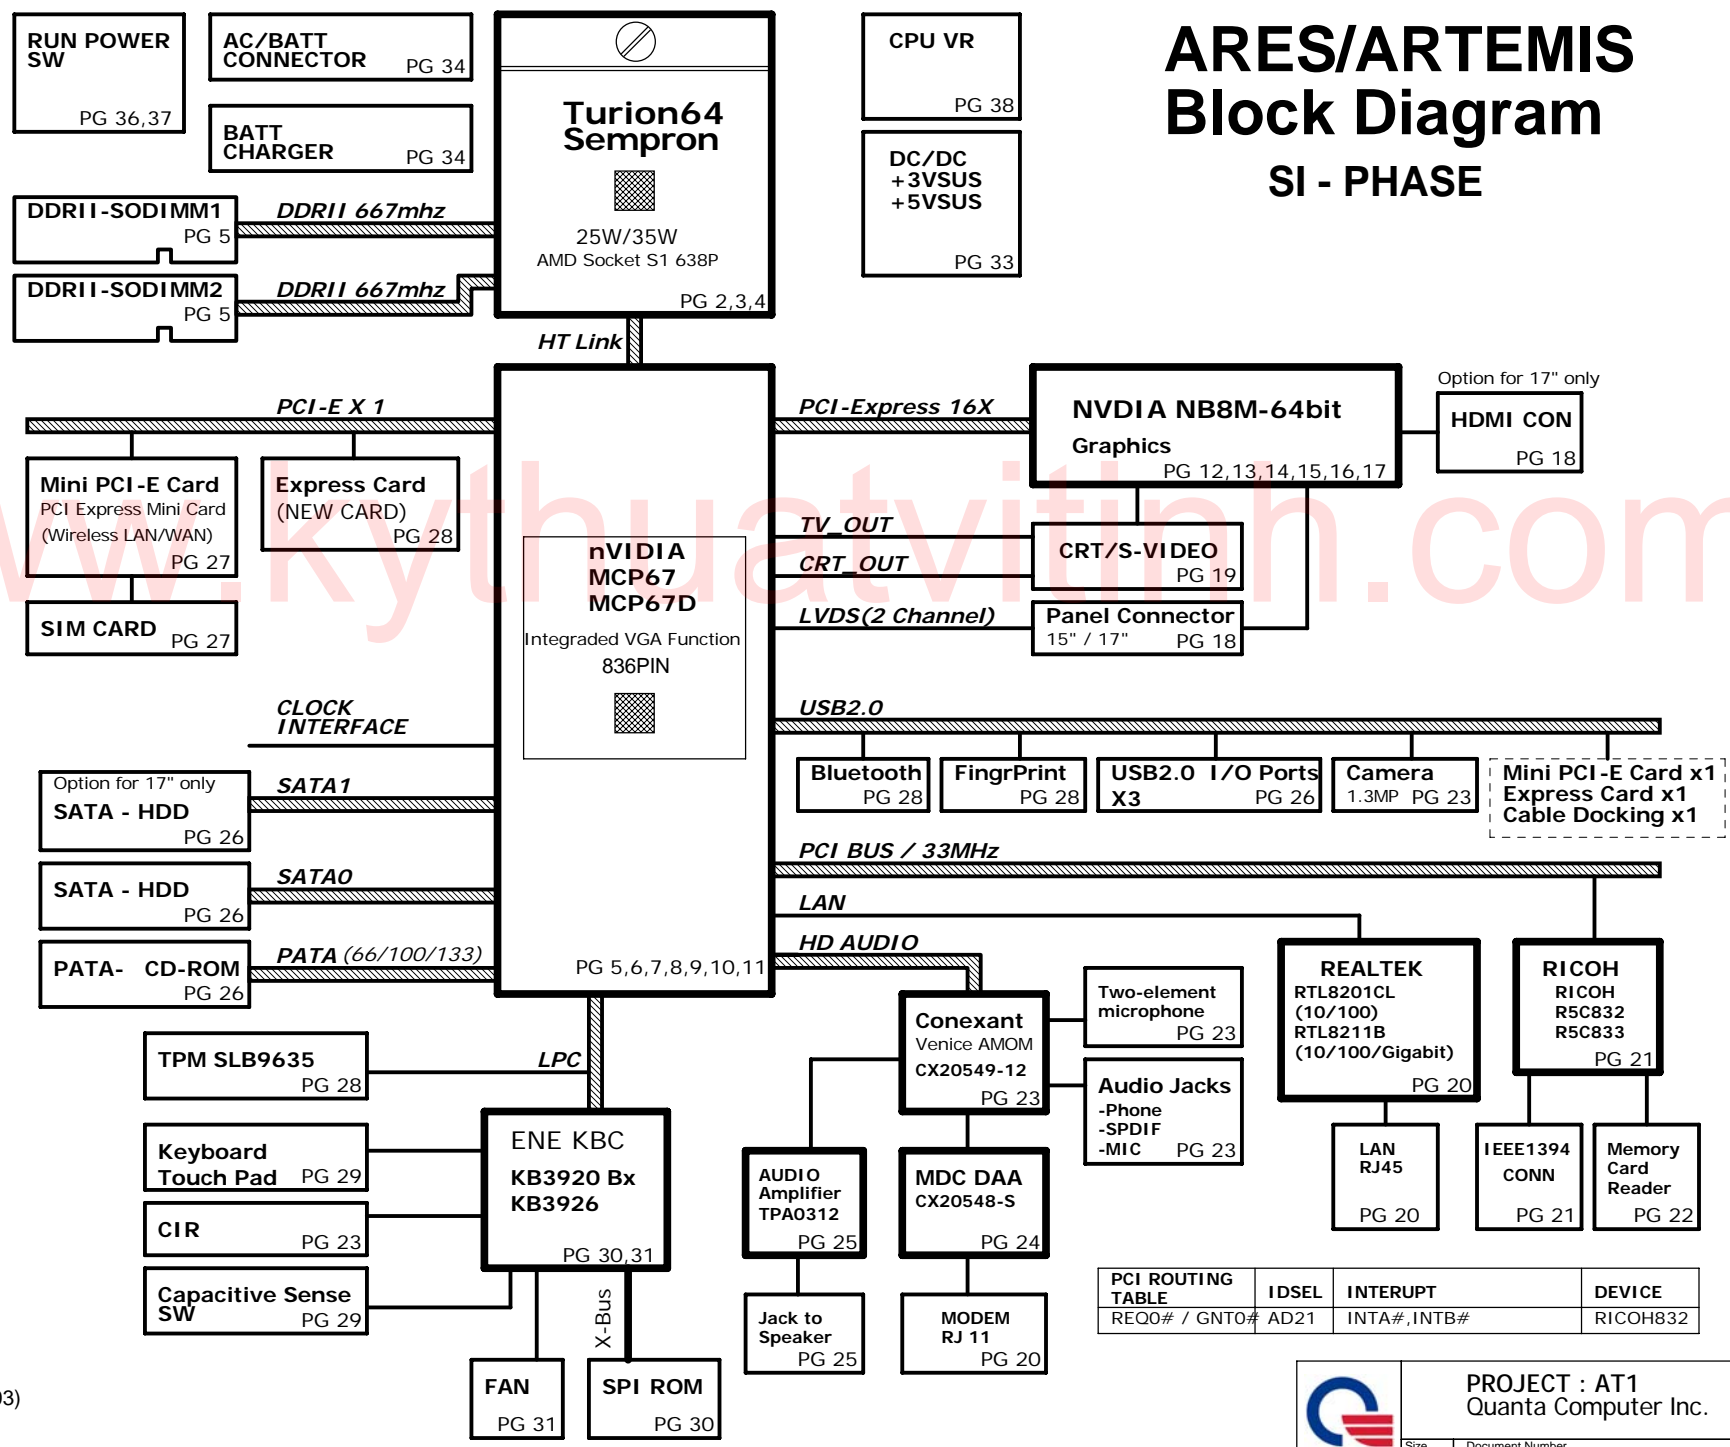 RUN POWER
SW
PG 36,37
AC/BATT
CONNECTOR
PG 34
BATT
CHARGER
PG 34
Turion64
Sempron
25W/35W
AMD Socket S1 638P
PG 2,3,4
CPU VR
PG 38
DC/DC
+3VSUS
+5VSUS
PG 33
ARES/ARTEMIS
Block Diagram
SI - PHASE
DDRII-SODIMM1
PG 5
DDRII 667mhz
DDRII-SODIMM2
PG 5
DDRII 667mhz
HT Link
PCI-E X 1
PCI-Express 16X
NVDIA NB8M-64bit
Graphics
PG 12,13,14,15,16,17
Option for 17" only
HDMI CON
PG 18
Mini PCI-E Card
PCI Express Mini Card
(Wireless LAN/WAN)
PG 27
Express Card
(NEW CARD)
PG 28
SIM CARD
PG 27
www.kythuatvitinh.com
nVIDIA
MCP67
MCP67D
Integraded VGA Function
836PIN
PG 5,6,7,8,9,10,11
TV_OUT
CRT_OUT
CRT/S-VIDEO
PG 19
LVDS(2 Channel)
Panel Connector
15" / 17"
PG 18
CLOCK
INTERFACE
USB2.0
Bluetooth
PG 28
FingrPrint
PG 28
USB2.0 I/O Ports
X3
PG 26
Camera
1.3MP PG 23
Mini PCI-E Card x1
Express Card x1
Cable Docking x1
Option for 17" only
SATA - HDD
PG 26
SATA1
SATA - HDD
PG 26
SATA0
PATA- CD-ROM
PG 26
PATA (66/100/133)
PCI BUS / 33MHz
LAN
HD AUDIO
REALTEK
RTL8201CL
(10/100)
RTL8211B
(10/100/Gigabit)
PG 20
RICOH
RICOH
R5C832
R5C833
PG 21
Conexant
Venice AMOM
CX20549-12
PG 23
Two-element
microphone
PG 23
Audio Jacks
-Phone
-SPDIF
-MIC
PG 23
TPM SLB9635
PG 28
LPC
ENE KBC
KB3920 Bx
KB3926
PG 30,31
Keyboard
Touch Pad
PG 29
CIR
PG 23
Capacitive Sense
SW
PG 29
X-Bus
FAN
PG 31
SPI ROM
PG 30
AUDIO
Amplifier
TPA0312
PG 25
MDC DAA
CX20548-S
PG 24
Jack to
Speaker
PG 25
MODEM
RJ 11
PG 20
LAN
RJ45
PG 20
IEEE1394
CONN
PG 21
Memory
Card
Reader
PG 22
PCI ROUTING
TABLE
IDSEL
INTERUPT
DEVICE
REQ0# / GNT0# AD21 INTA#,INTB# RICOH832
PROJECT : AT1
Quanta Computer Inc.
Size Document Number
03)